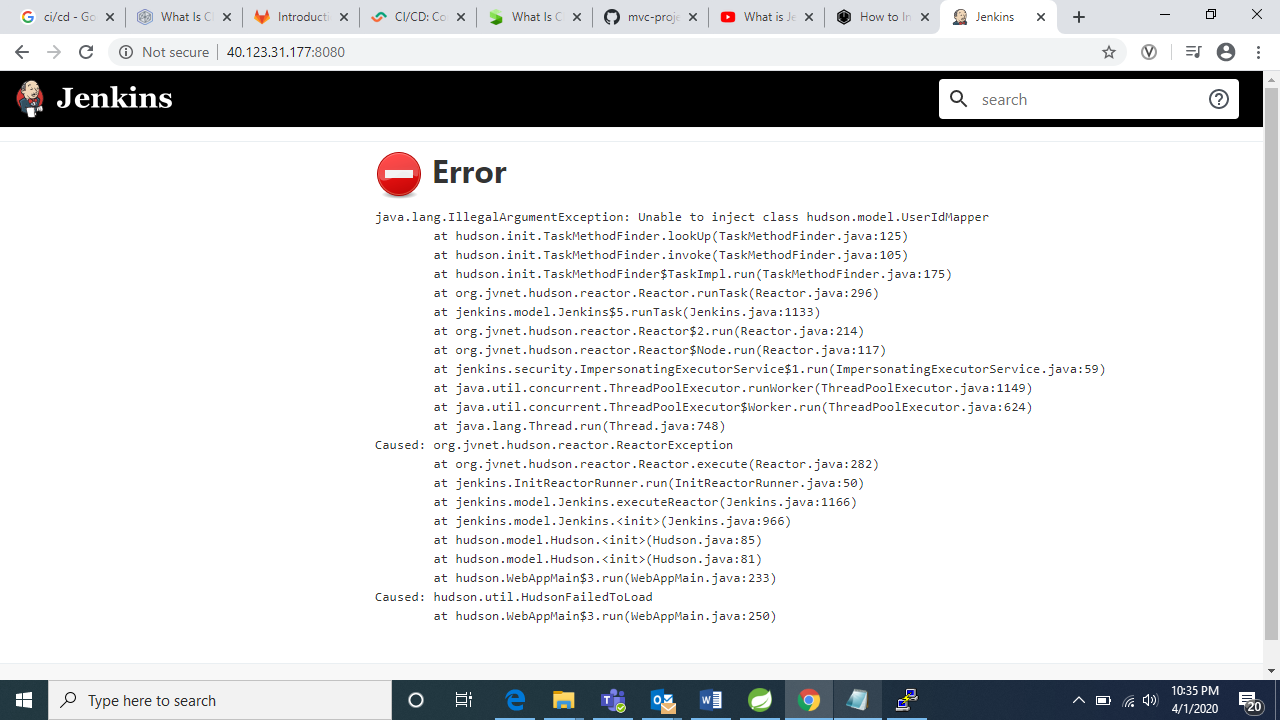 ci/cd - Go
What Is C
Introducti
CI/CD: Co
What Is C
mvc-proje
What is Je
How to In
Jenkins
Not secure
40.123.31.177:8080
Jenkins
search
Error
java.lang.IllegalArgumentException: Unable to inject class hudson.model.UserIdMapper
at hudson.init.TaskMethodFinder.lookUp(TaskMethodFinder.java:125)
at hudson.init.TaskMethodFinder.invoke(TaskMethodFinder.java:105)
at hudson.init.TaskMethodFinder$TaskImpl.run(TaskMethodFinder.java:175)
at org.jvnet.hudson.reactor.Reactor.runTask(Reactor.java:296)
at jenkins.model.Jenkins$5.runTask(Jenkins.java:1133)
at org.jvnet.hudson.reactor.Reactor$2.run(Reactor.java:214)
at org.jvnet.hudson.reactor.Reactor$Node.run(Reactor.java:117)
at jenkins.security.ImpersonatingExecutorService$1.run(ImpersonatingExecutorService.java:59)
at java.util.concurrent.ThreadPoolExecutor.runWorker(ThreadPoolExecutor.java:1149)
at java.util.concurrent.ThreadPoolExecutor$Worker.run(ThreadPoolExecutor.java:624)
at java.lang.Thread.run(Thread.java:748)
Caused: org.jvnet.hudson.reactor.ReactorException
at org.jvnet.hudson.reactor.Reactor.execute(Reactor.java:282)
at jenkins.InitReactorRunner.run(InitReactorRunner.java:50)
at jenkins.model.Jenkins.executeReactor(Jenkins.java:1166)
at jenkins.model.Jenkins.<init>(Jenkins.java:966)
at hudson.model.Hudson.<init>(Hudson.java:85)
at hudson.model.Hudson.<init>(Hudson.java:81)
at hudson.WebAppMain$3.run(WebAppMain.java:233)
Caused: hudson.util.HudsonFailedToLoad
at hudson.WebAppMain$3.run(WebAppMain.java:250)
Type here to search
10:35 PM
4/1/2020
20